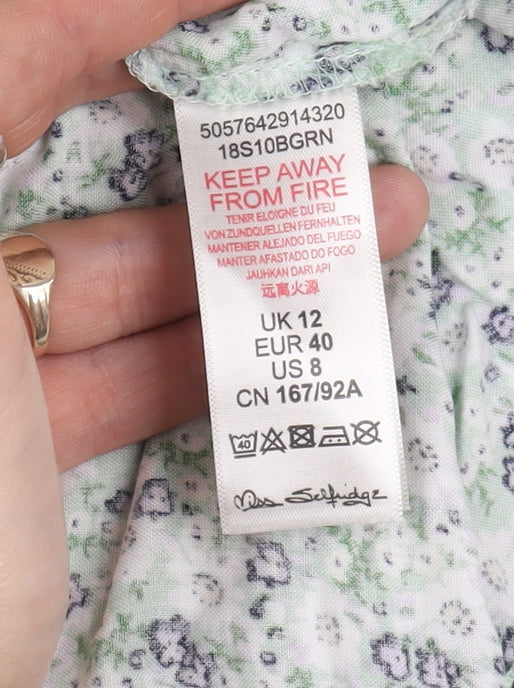 5057642914320
18S10BGRN
KEEP AWAY
FROM FIRE
TENIR ELOIGNE DU FEU
VON ZUNDQUELLEN FERNHALTEN
MANTENER ALEJADO DEL FUEGO
MANTER AFASTADO DO FOGO
JAUHKAN DARI API
远离火源
UK 12
EUR 40
US 8
CN 167/92A
40
Miss Selfridge